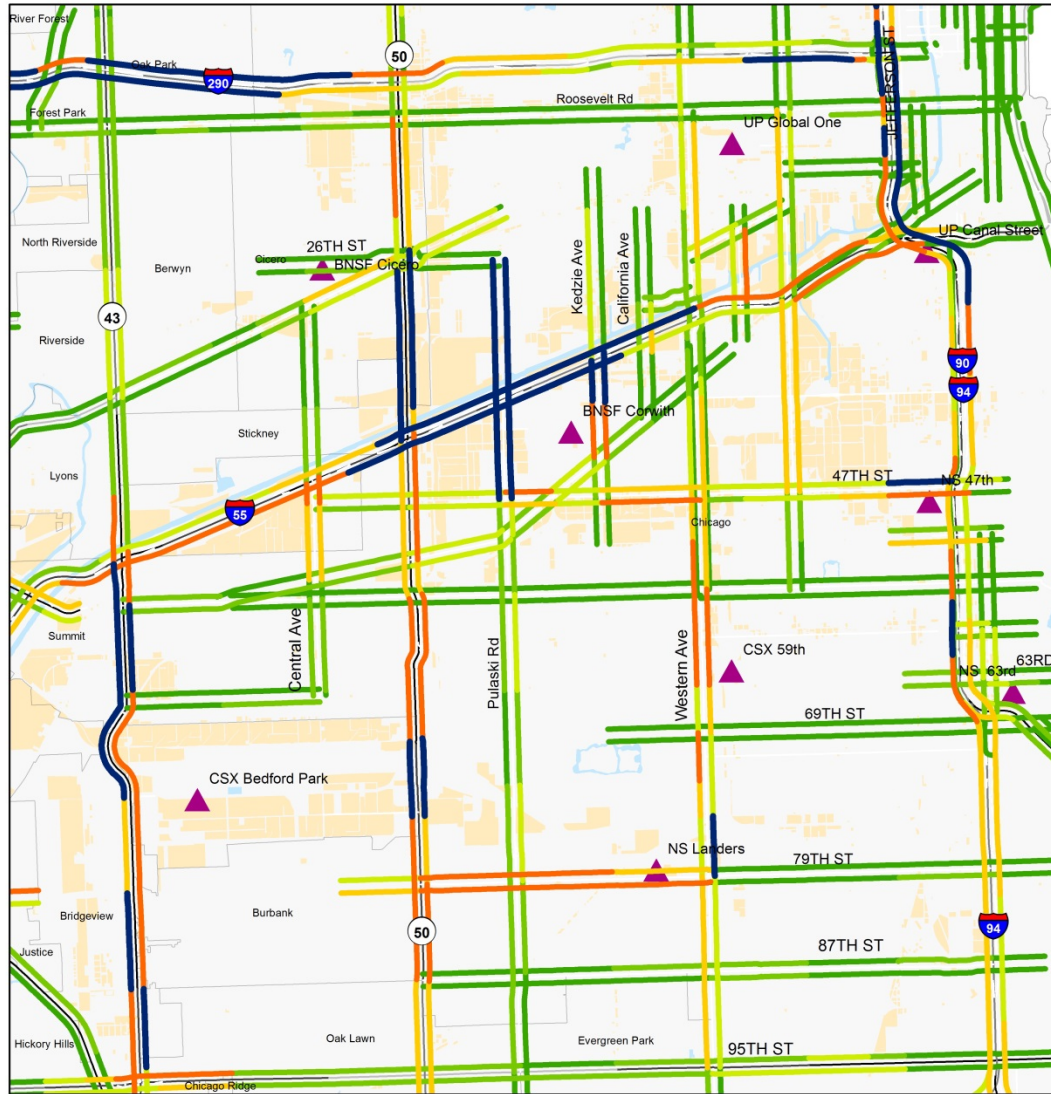 River Forest
50
JEFFERSON ST
Oak Park
290
Roosevelt Rd
Forest Park
UP Global One
North Riverside
26TH ST
Cicero
Berwyn
BNSF Cicero
Kedzie Ave
California Ave
UP Canal Street
43
Riverside
90
94
BNSF Corwith
Stickney
Lyons
47TH ST
NS 47th
55
Chicago
Summit
Central Ave
Pulaski Rd
Western Ave
CSX 59th
63RD
NS 63rd
69TH ST
CSX Bedford Park
NS Landers
79TH ST
Bridgeview
Burbank
50
94
87TH ST
Justice
Hickory Hills
Oak Lawn
Evergreen Park
95TH ST
Chicago Ridge